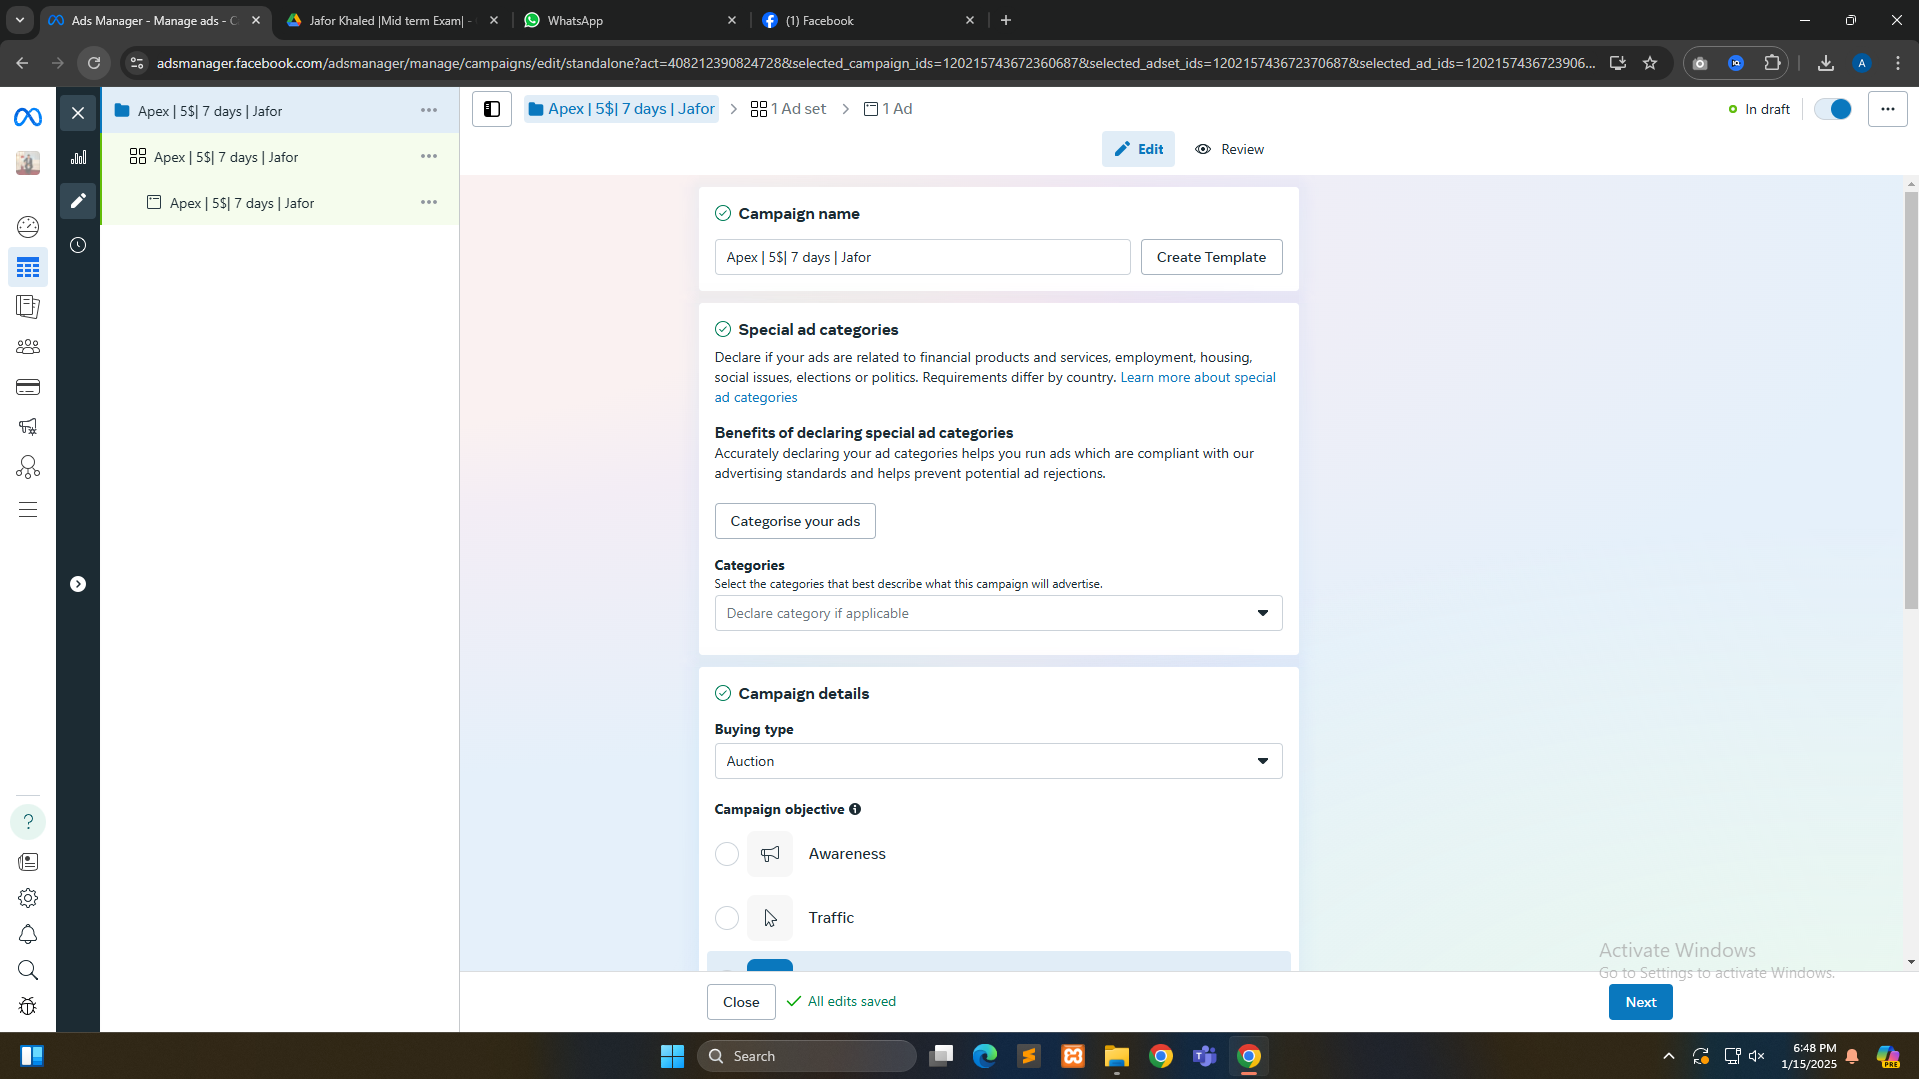 Ads Manager - Manage ads - C
Jafor Khaled |Mid term Exam| -
WhatsApp
(1) Facebook
adsmanager.facebook.com/adsmanager/manage/campaigns/edit/standalone?act=408212390824728&selected_campaign_ids=120215743672360687&selected_adset_ids=120215743672370687&selected_ad_ids=1202157436723906...
A
Apex | 5$| 7 days | Jafor
Apex | 5$| 7 days | Jafor
Apex | 5$| 7 days | Jafor
Apex | 5$| 7 days | Jafor
1 Ad set
1 Ad
In draft
Edit
Review
Campaign name
Apex | 5$| 7 days | Jafor
Create Template
Special ad categories
Declare if your ads are related to financial products and services, employment, housing,
social issues, elections or politics. Requirements differ by country. Learn more about special
ad categories
Benefits of declaring special ad categories
Accurately declaring your ad categories helps you run ads which are compliant with our
advertising standards and helps prevent potential ad rejections.
Categorise your ads
Categories
Select the categories that best describe what this campaign will advertise.
Declare category if applicable
Campaign details
Buying type
Auction
Campaign objective
Awareness
Traffic
Activate Windows
Go to Settings to activate Windows.
Close
All edits saved
Next
Search
6:48 PM
1/15/2025
PRE